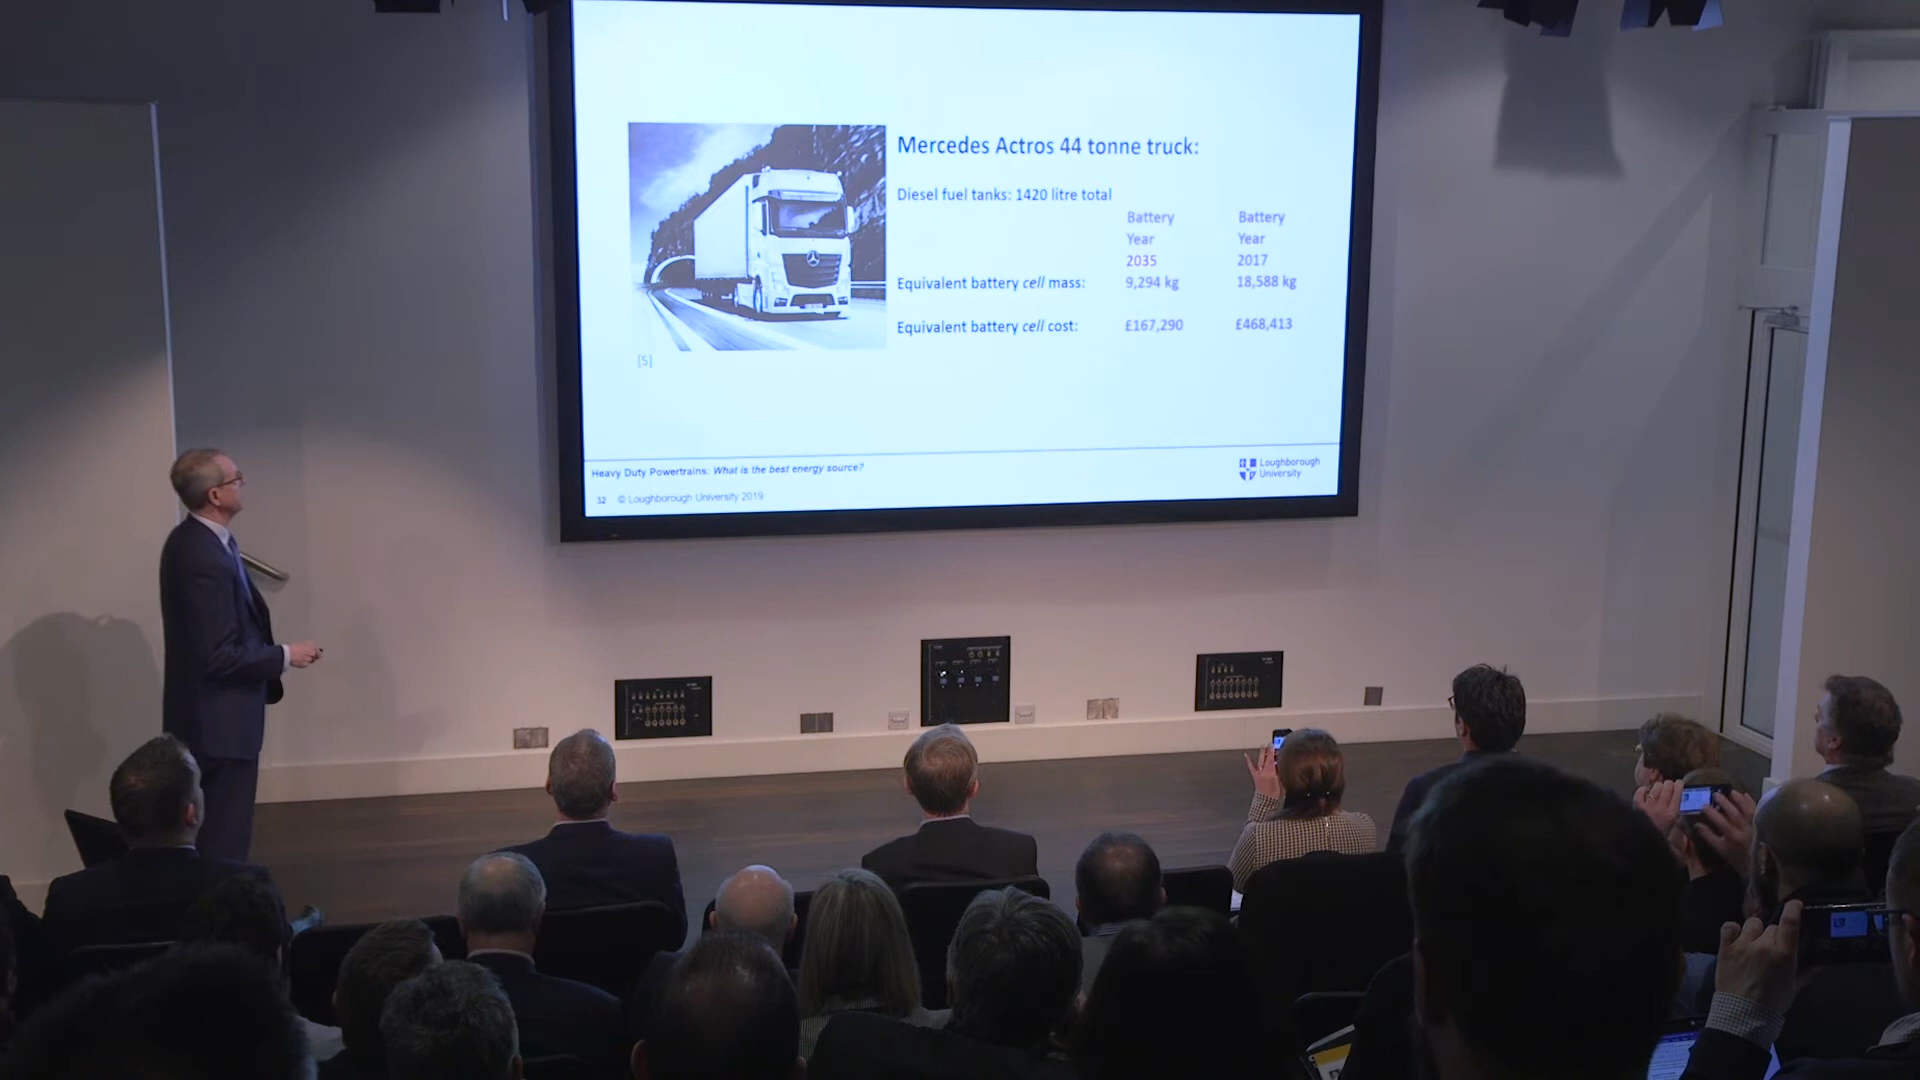 Mercedes Actros 44 tonne truck:
Diesel fuel tanks: 1420 litre total
Battery Battery
Year Year
2035 2017
Equivalent battery cell mass: 9,294 kg 18,588 kg
Equivalent battery cell cost: £167,290 £468,413
[5]
Heavy Duty Powertrains: What is the best energy source?
Loughborough
University
32 © Loughborough University 2019